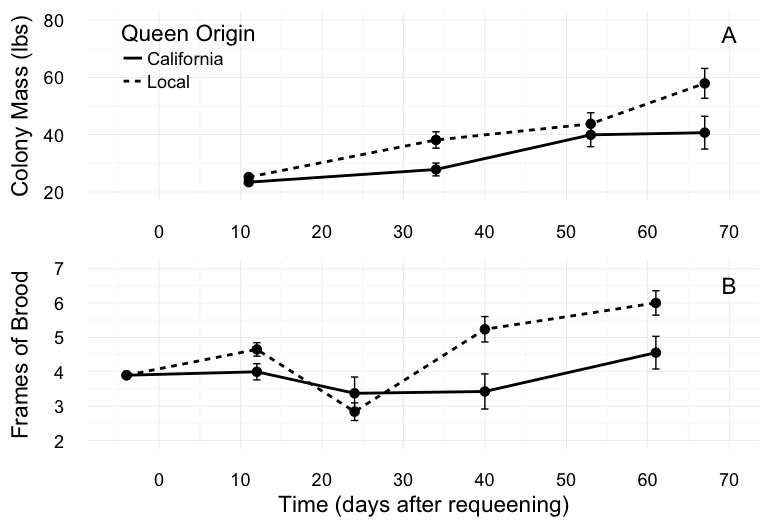 A
Queen Origin
California
Local
Colony Mass (lbs)
80
60
40
20
0 10 20 30 40 50 60 70
B
Frames of Brood
7
6
5
4
3
2
0 10 20 30 40 50 60 70
Time (days after requeening)